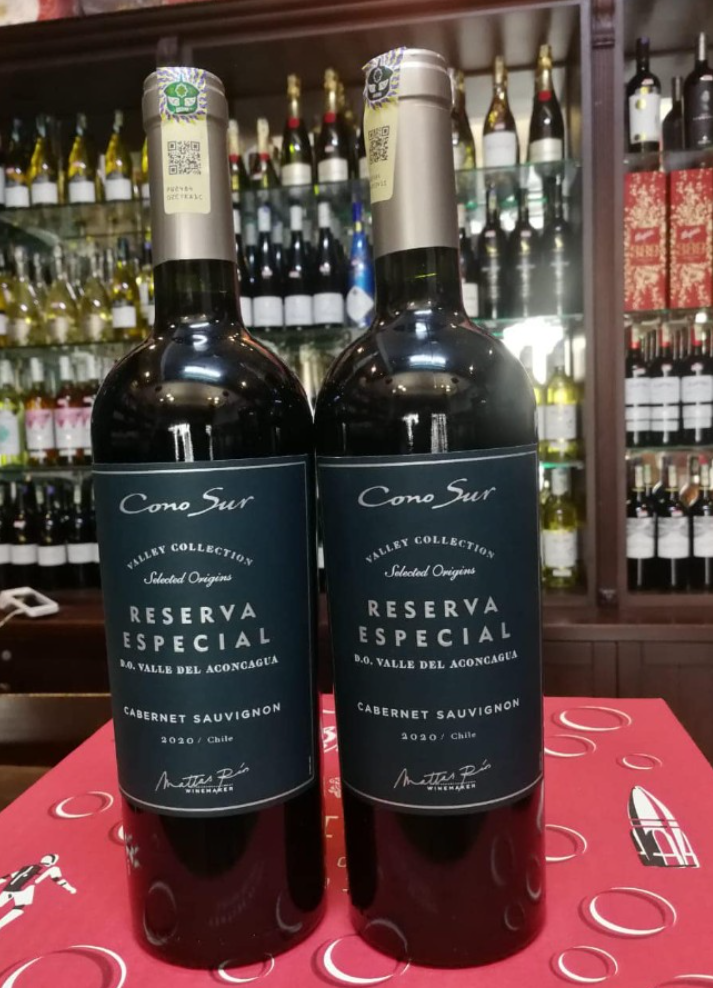 Cono Sur
VALLEY COLLECTION
Selected Origins
RESERVA
ESPECIAL
D.O. VALLE DEL ACONCAGUA
CABERNET SAUVIGNON
2020 / Chile
WINEMAKER
Cono Sur
VALLEY COLLECTION
Selected Origins
RESERVA
ESPECIAL
D.O. VALLE DEL ACONCAGUA
CABERNET SAUVIGNON
2020 / Chile
WINEMAKER